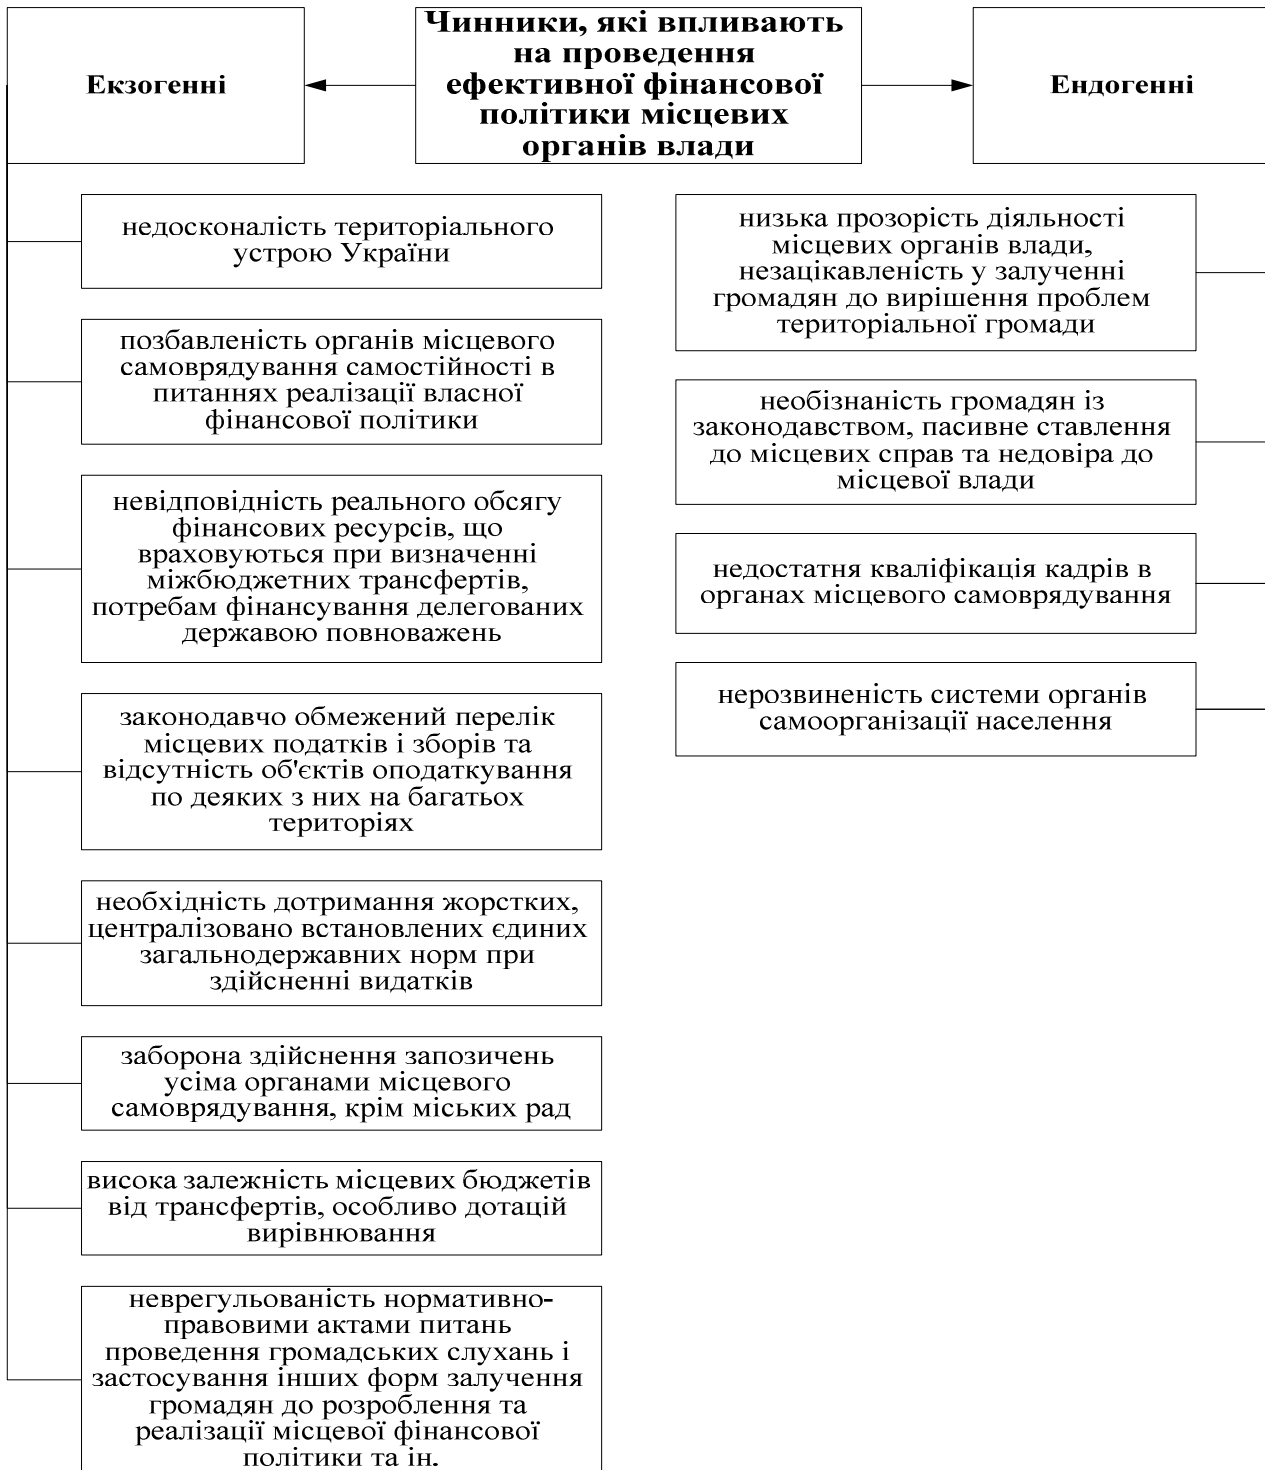 Чинники, які впливають
на проведення
ефективної фінансової
політики місцевих
органів влади
Екзогенні
Ендогенні
недосконалість територіального
устрою України
позбавленість органів місцевого
самоврядування самостійності в
питаннях реалізації власної
фінансової політики
невідповідність реального обсягу
фінансових ресурсів, що
враховуються при визначенні
міжбюджетних трансфертів,
потребам фінансування делегованих
державою повноважень
законодавчо обмежений перелік
місцевих податків і зборів та
відсутність об'єктів оподаткування
по деяких з них на багатьох
територіях
необхідність дотримання жорстких,
централізовано встановлених єдиних
загальнодержавних норм при
здійсненні видатків
заборона здійснення запозичень
усіма органами місцевого
самоврядування, крім міських рад
висока залежність місцевих бюджетів
від трансфертів, особливо дотацій
вирівнювання
неврегульованість нормативно-
правовими актами питань
проведення громадських слухань і
застосування інших форм залучення
громадян до розроблення та
реалізації місцевої фінансової
політики та ін.
низька прозорість діяльності
місцевих органів влади,
незацікавленість у залученні
громадян до вирішення проблем
територіальної громади
необізнаність громадян із
законодавством, пасивне ставлення
до місцевих справ та недовіра до
місцевої влади
недостатня кваліфікація кадрів в
органах місцевого самоврядування
нерозвиненість системи органів
самоорганізації населення